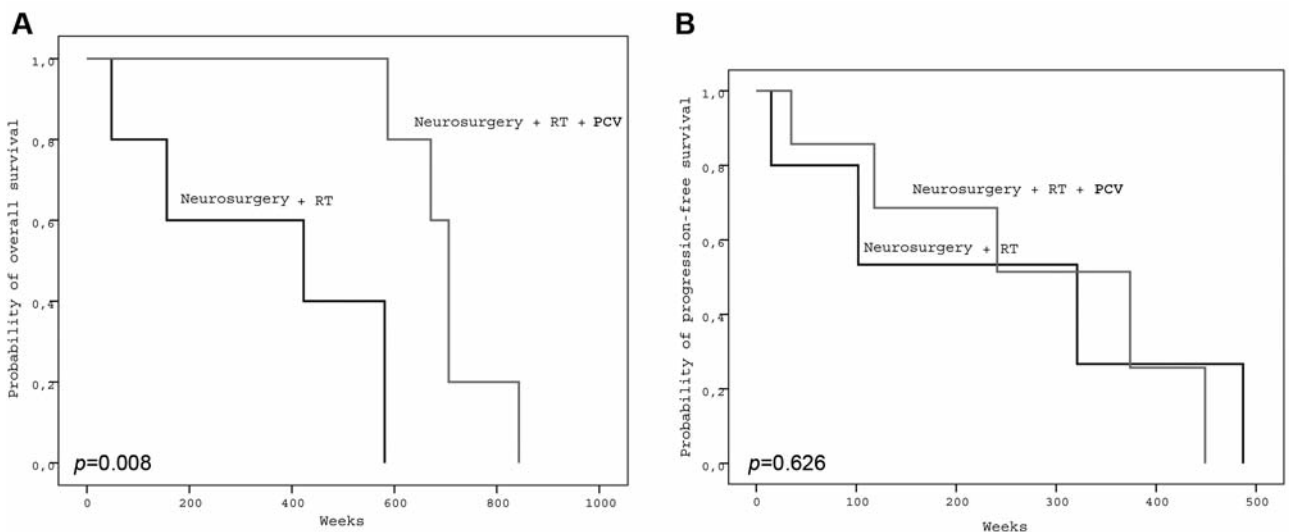 A
Probability of overall survival
1,0
0,8
0,6
0,4
0,2
0,0
Neurosurgery + RT + PCV
Neurosurgery + RT
p=0.008
0 200 400 600 800 1000
Weeks
B
Probability of progression-free survival
1,0
0,8
0,6
0,4
0,2
0,0
Neurosurgery + RT + PCV
Neurosurgery + RT
p=0.626
0 100 200 300 400 500
Weeks